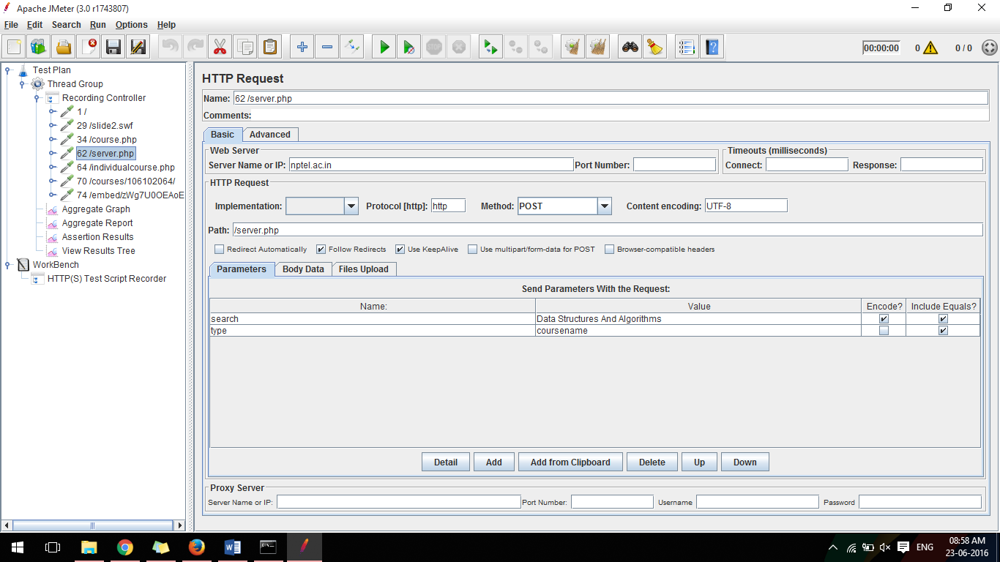 Apache JMeter (3.0 r1743807)
File Edit Search Run Options Help
00:00:00 0 0 / 0
Test Plan
Thread Group
Recording Controller
1 /
29 /slide2.swf
34 /course.php
62 /server.php
64 /individualcourse.php
70 /courses/106102064/
74 /embed/zWg7U0OEAoE
Aggregate Graph
Aggregate Report
Assertion Results
View Results Tree
WorkBench
HTTP(S) Test Script Recorder
HTTP Request
Name: 62 /server.php
Comments:
Basic Advanced
Web Server
Server Name or IP: nptel.ac.in Port Number:
Timeouts (milliseconds)
Connect: Response:
HTTP Request
Implementation: Protocol [http]: http Method: POST Content encoding: UTF-8
Path: /server.php
Redirect Automatically Follow Redirects Use KeepAlive Use multipart/form-data for POST Browser-compatible headers
Parameters Body Data Files Upload
Send Parameters With the Request:
Name: Value Encode? Include Equals?
search Data Structures And Algorithms
type coursename
Detail Add Add from Clipboard Delete Up Down
Proxy Server
Server Name or IP: Port Number: Username Password
ENG
08:58 AM
23-06-2016